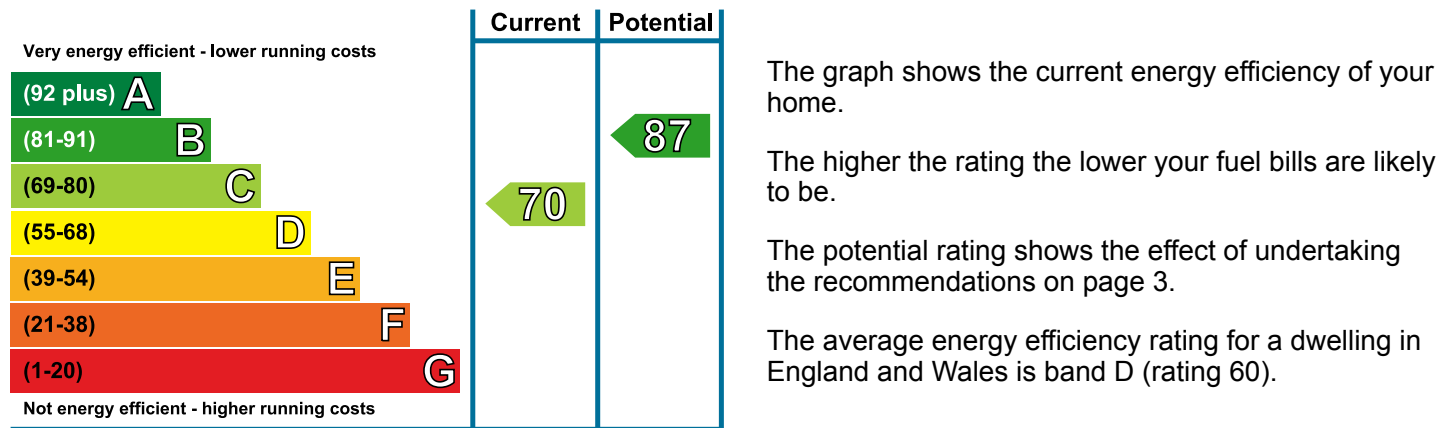 Current Potential
Very energy efficient - lower running costs
(92 plus) A
(81-91) B
87
(69-80) C
70
(55-68) D
(39-54) E
(21-38) F
(1-20) G
Not energy efficient - higher running costs
The graph shows the current energy efficiency of your
home.
The higher the rating the lower your fuel bills are likely
to be.
The potential rating shows the effect of undertaking
the recommendations on page 3.
The average energy efficiency rating for a dwelling in
England and Wales is band D (rating 60).